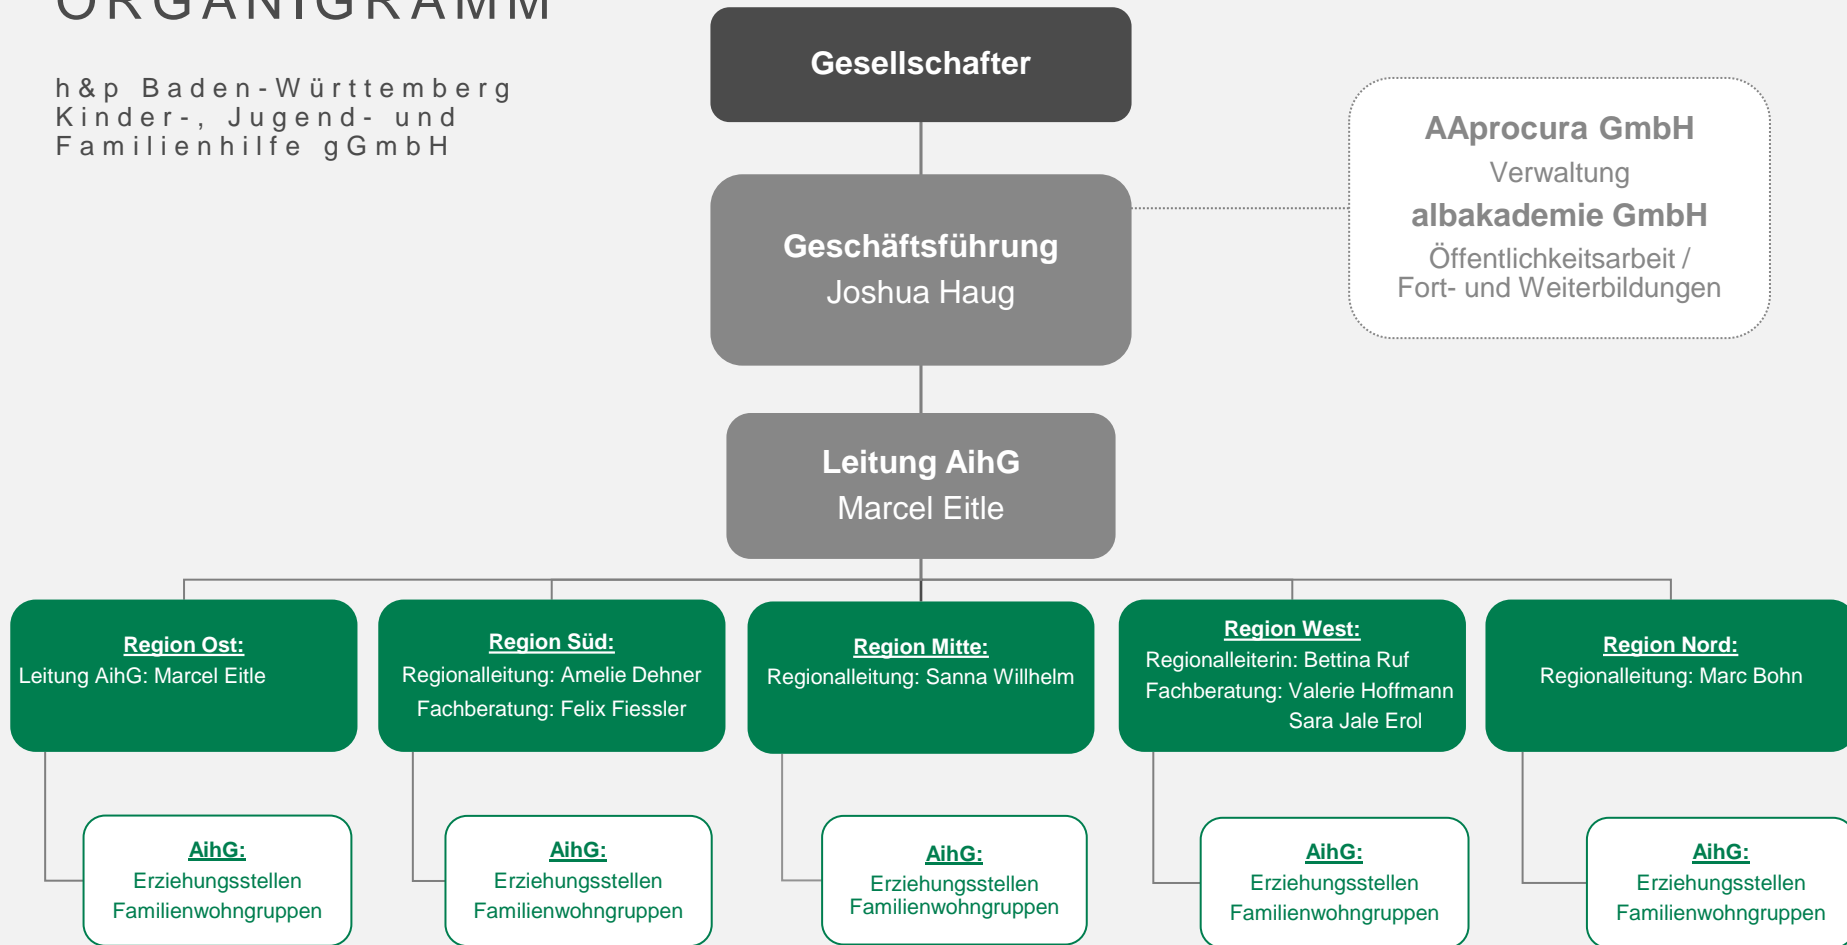 ORGANIGRAMM
h&p Baden-Württemberg
Kinder-, Jugend- und
Familienhilfe gGmbH
Gesellschafter
AAprocura GmbH
Verwaltung
albakademie GmbH
Öffentlichkeitsarbeit /
Fort- und Weiterbildungen
Geschäftsführung
Joshua Haug
Leitung AihG
Marcel Eitle
Region Ost:
Leitung AihG: Marcel Eitle
Region Süd:
Regionalleitung: Amelie Dehner
Fachberatung: Felix Fiessler
Region Mitte:
Regionalleitung: Sanna Willhelm
Region West:
Regionalleiterin: Bettina Ruf
Fachberatung: Valerie Hoffmann
Sara Jale Erol
Region Nord:
Regionalleitung: Marc Bohn
AihG:
Erziehungsstellen
Familienwohngruppen
AihG:
Erziehungsstellen
Familienwohngruppen
AihG:
Erziehungsstellen
Familienwohngruppen
AihG:
Erziehungsstellen
Familienwohngruppen
AihG:
Erziehungsstellen
Familienwohngruppen